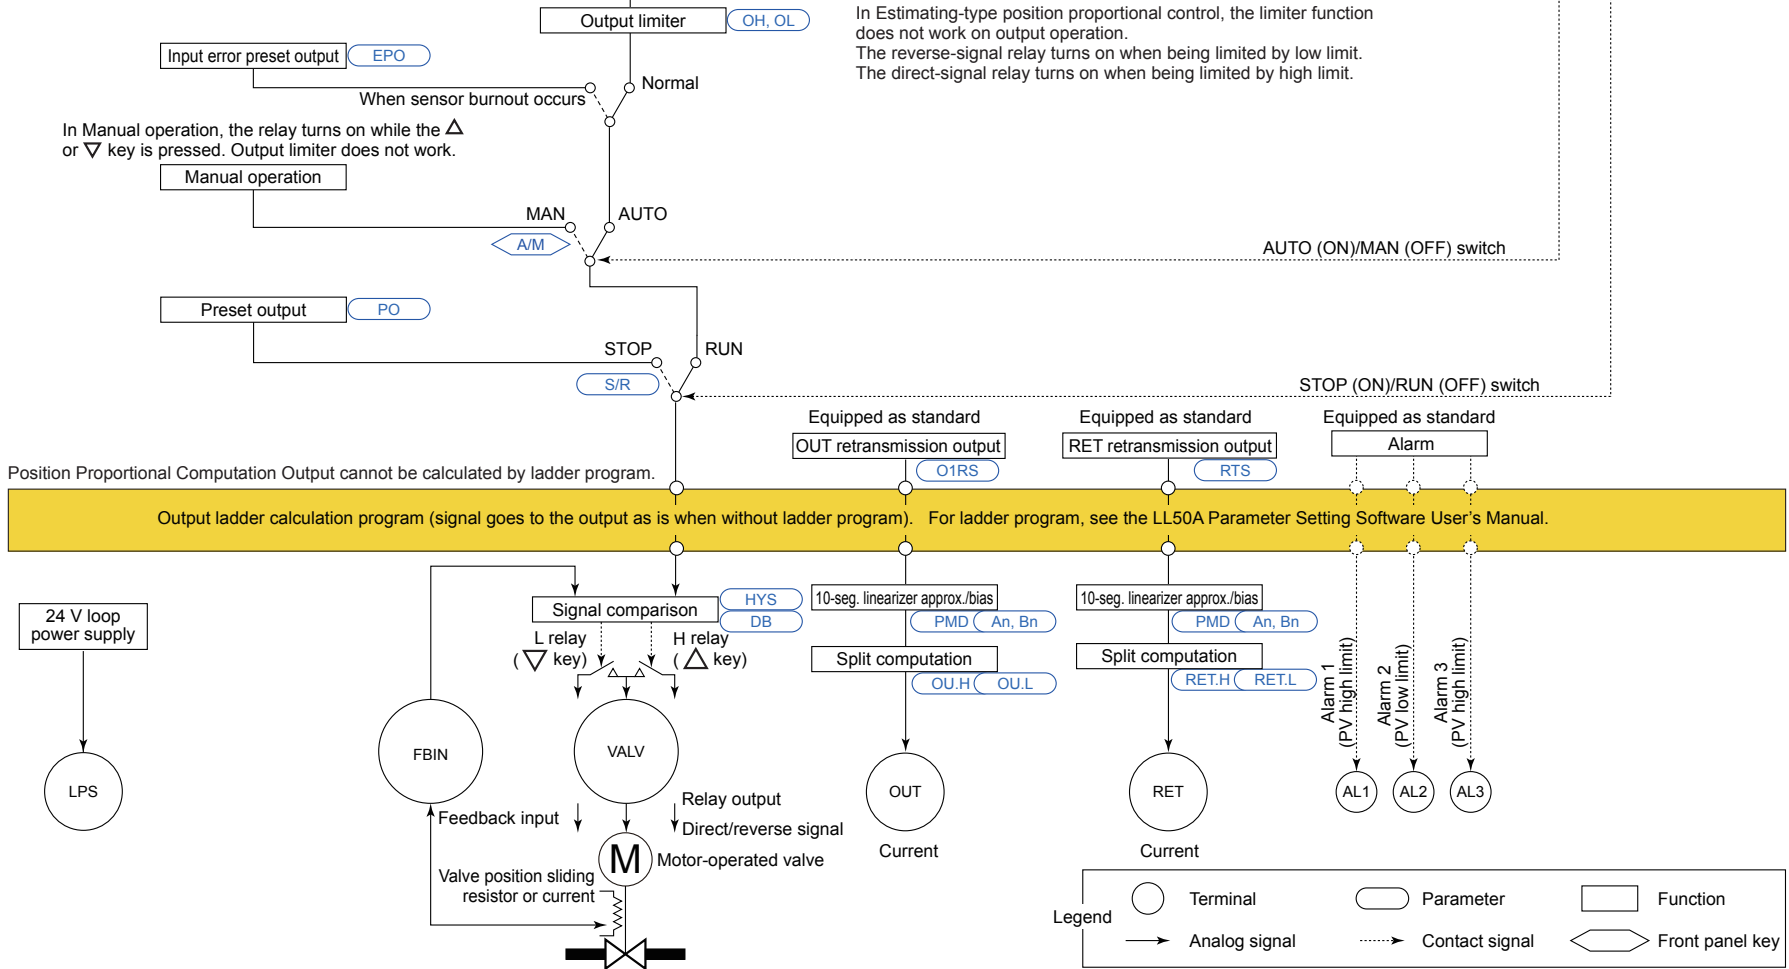 Output limiter
OH, OL
In Estimating-type position proportional control, the limiter function
does not work on output operation.
The reverse-signal relay turns on when being limited by low limit.
The direct-signal relay turns on when being limited by high limit.
Input error preset output
EPO
Normal
When sensor burnout occurs
In Manual operation, the relay turns on while the △
or ▽ key is pressed. Output limiter does not work.
Manual operation
MAN
AUTO
A/M
AUTO (ON)/MAN (OFF) switch
Preset output
PO
STOP
RUN
S/R
STOP (ON)/RUN (OFF) switch
Equipped as standard
Equipped as standard
Equipped as standard
OUT retransmission output
RET retransmission output
Alarm
O1RS
RTS
Position Proportional Computation Output cannot be calculated by ladder program.
Output ladder calculation program (signal goes to the output as is when without ladder program). For ladder program, see the LL50A Parameter Setting Software User's Manual.
24 V loop
power supply
Signal comparison
HYS
DB
10-seg. linearizer approx./bias
PMD
An, Bn
10-seg. linearizer approx./bias
PMD
An, Bn
L relay
(▽ key)
H relay
(△ key)
Split computation
OU.H
OU.L
Split computation
RET.H
RET.L
Alarm 1
(PV high limit)
Alarm 2
(PV low limit)
Alarm 3
(PV high limit)
LPS
FBIN
VALV
OUT
RET
AL1
AL2
AL3
Feedback input
Relay output
Direct/reverse signal
Current
Current
M
Motor-operated valve
Valve position sliding
resistor or current
Legend
Terminal
Parameter
Function
Analog signal
Contact signal
Front panel key